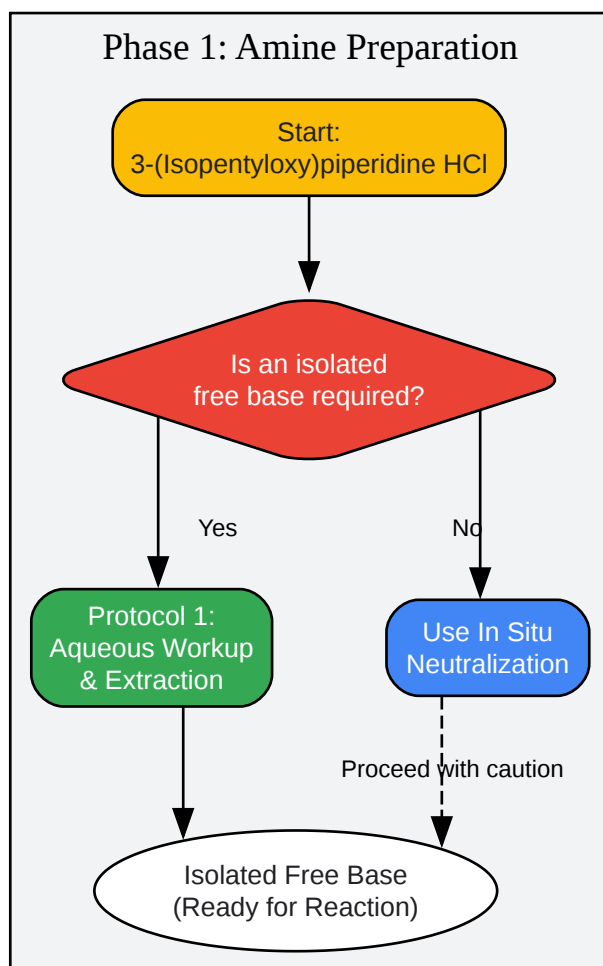 Phase 1: Amine Preparation
Start:
3-(Isopentyloxy)piperidine HCl
Is an isolated
free base required?
Yes
No
Protocol 1:
Aqueous Workup
& Extraction
Use In Situ
Neutralization
Proceed with caution
Isolated Free Base
(Ready for Reaction)